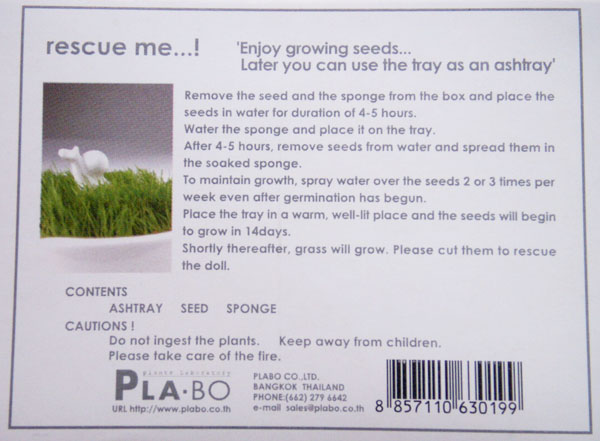 rescue me...!
'Enjoy growing seeds...
Later you can use the tray as an ashtray'
Remove the seed and the sponge from the box and place the
seeds in water for duration of 4-5 hours.
Water the sponge and place it on the tray.
After 4-5 hours, remove seeds from water and spread them in
the soaked sponge.
To maintain growth, spray water over the seeds 2 or 3 times per
week even after germination has begun.
Place the tray in a warm, well-lit place and the seeds will begin
to grow in 14days.
Shortly thereafter, grass will grow. Please cut them to rescue
the doll.
CONTENTS
ASHTRAY SEED SPONGE
CAUTIONS !
Do not ingest the plants. Keep away from children.
Please take care of the fire.
plants laboratory
PLA·BO
URL http://www.plabo.co.th
PLABO CO.,LTD.
BANGKOK THAILAND
PHONE:(662) 279 6642
e-mail sales@plabo.co.th
8 857110 630199